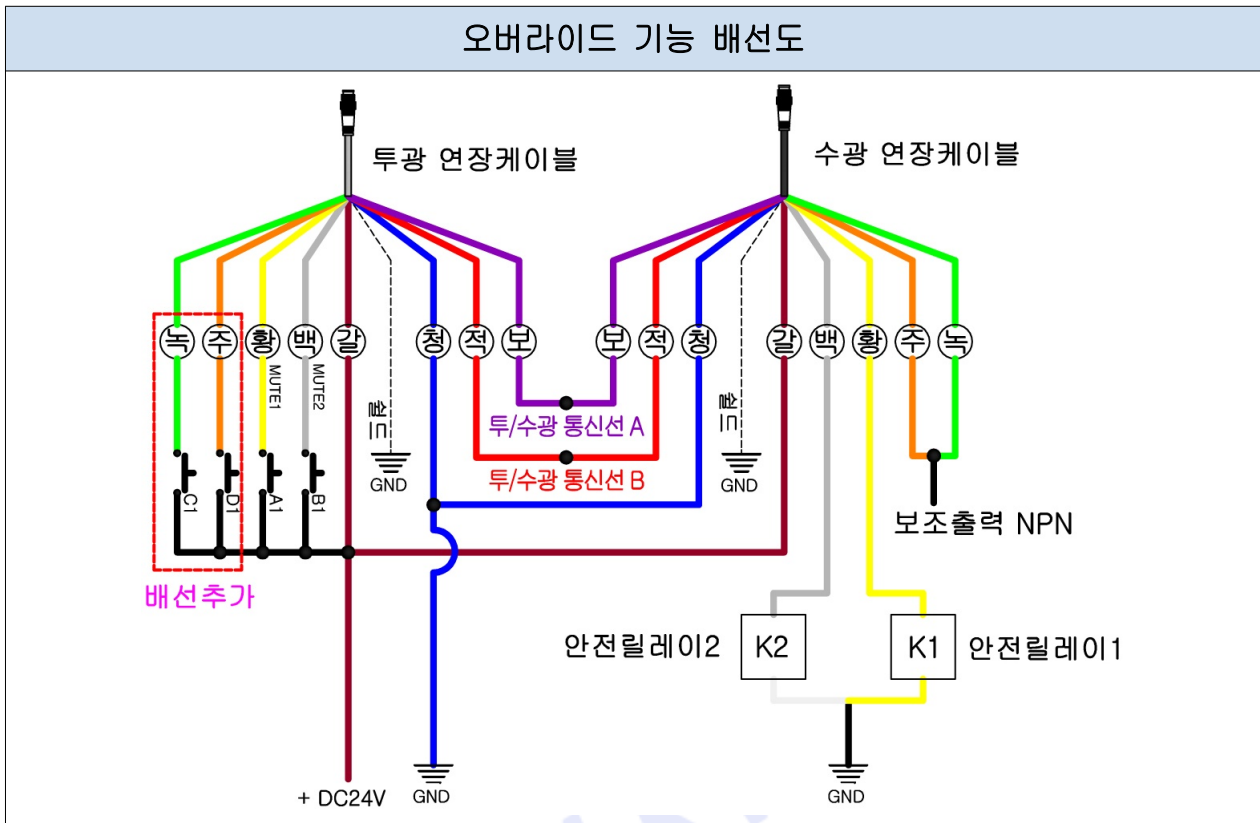 오버라이드 기능 배선도
투광 연장케이블
수광 연장케이블
녹 주 황 백 갈 청 적 보 보 적 청 갈 백 황 주 녹
MUTE1
MUTE2
쉴드
쉴드
투/수광 통신선 A
투/수광 통신선 B
GND
GND
C1
D1
A1
B1
보조출력 NPN
배선추가
안전릴레이2
K2
K1
안전릴레이1
+ DC24V
GND
GND